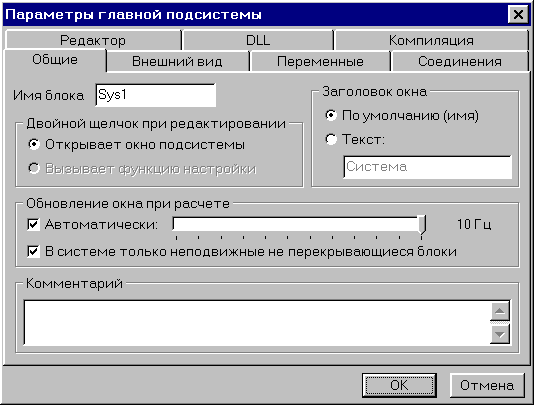 Параметры главной подсистемы
Редактор DLL Компиляция
Общие Внешний вид Переменные Соединения
Имя блока Sys1
Заголовок окна
По умолчанию (имя)
Текст:
Система
Двойной щелчок при редактировании
Открывает окно подсистемы
Вызывает функцию настройки
Обновление окна при расчете
Автоматически: 10 Гц
В системе только неподвижные не перекрывающиеся блоки
Комментарий
OK Отмена